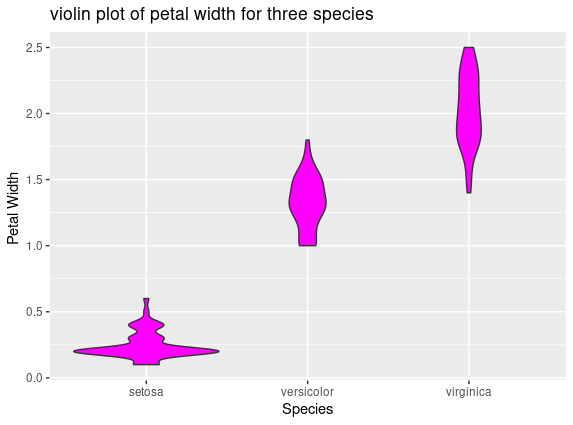 violin plot of petal width for three species
Petal Width
2.5
2.0
1.5
1.0
0.5
0.0
setosa versicolor virginica
Species